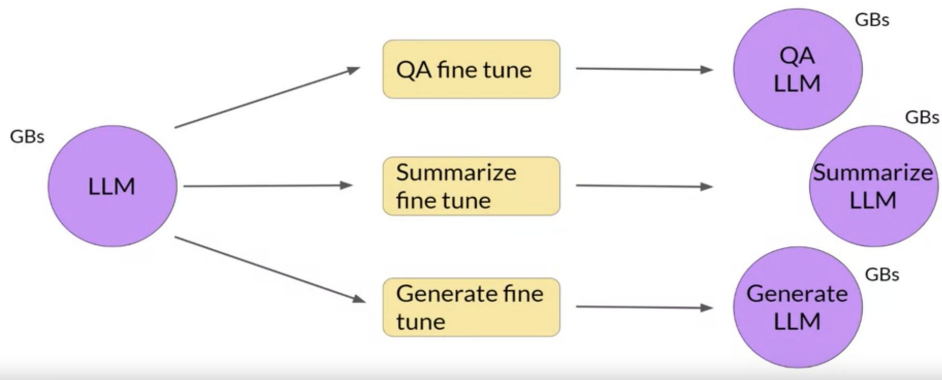 GBs
LLM
QA fine tune
QA
LLM
GBs
Summarize
fine tune
Summarize
LLM
GBs
Generate fine
tune
Generate
LLM
GBs